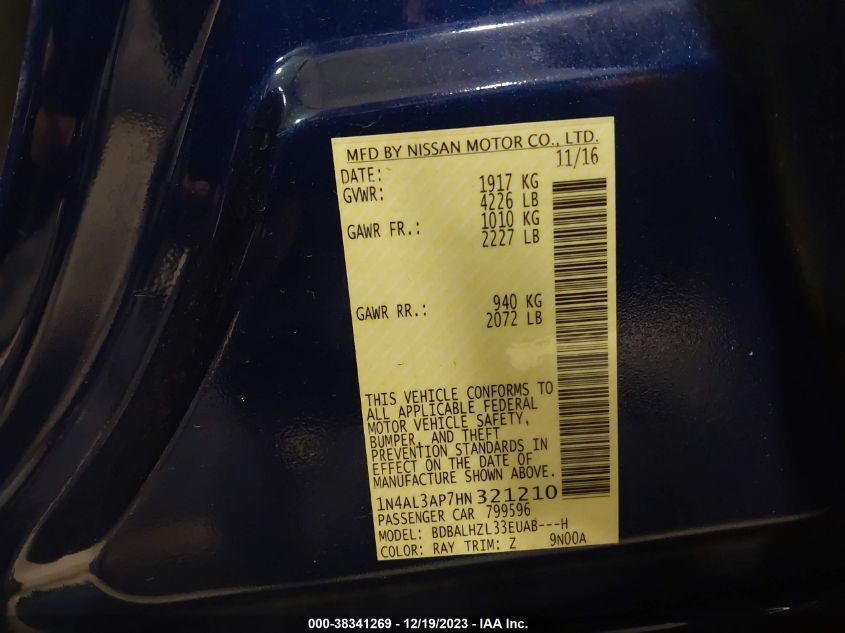 MFD BY NISSAN MOTOR CO., LTD.
DATE: 11/16
GVWR: 1917 KG
4226 LB
GAWR FR.: 1010 KG
2227 LB
GAWR RR.: 940 KG
2072 LB
THIS VEHICLE CONFORMS TO
ALL APPLICABLE FEDERAL
MOTOR VEHICLE SAFETY,
BUMPER, AND THEFT
PREVENTION STANDARDS IN
EFFECT ON THE DATE OF
MANUFACTURE SHOWN ABOVE.
1N4AL3AP7HN 321210
PASSENGER CAR 799596
MODEL: BDBALHZL33EUAB---H
COLOR: RAY TRIM: Z 9N00A
000-38341269 - 12/19/2023 - IAA Inc.